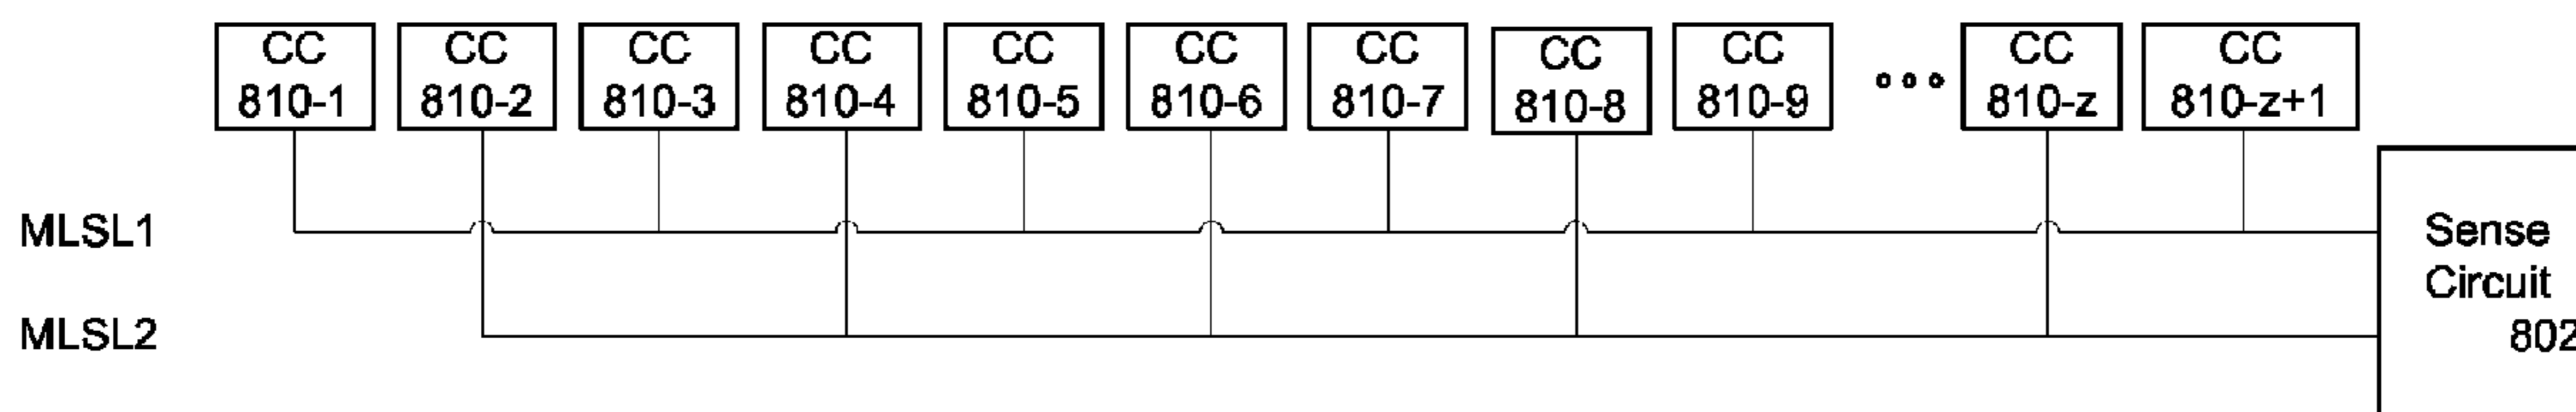 CC
810-1
CC
810-2
CC
810-3
CC
810-4
CC
810-5
CC
810-6
CC
810-7
CC
810-8
CC
810-9
CC
810-z
CC
810-z+1
MLSL1
MLSL2
Sense
Circuit
802